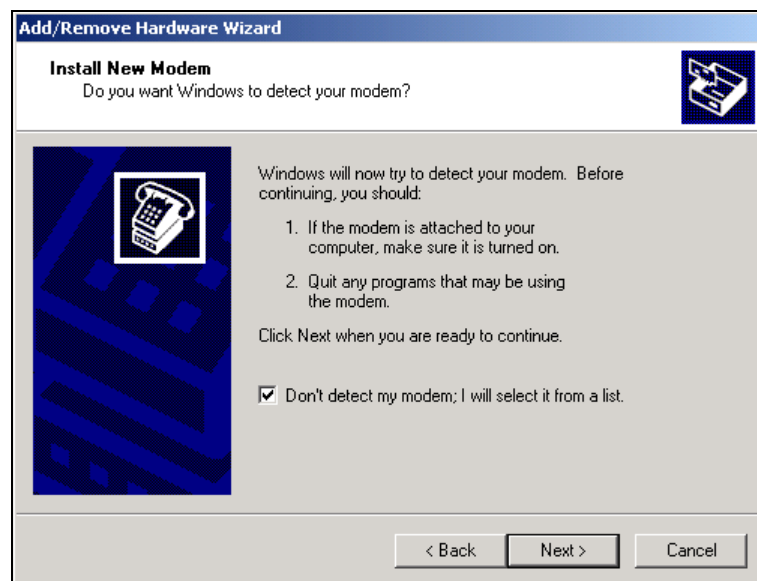 Add/Remove Hardware Wizard
Install New Modem
Do you want Windows to detect your modem?
Windows will now try to detect your modem. Before
continuing, you should:
1. If the modem is attached to your
computer, make sure it is turned on.
2. Quit any programs that may be using
the modem.
Click Next when you are ready to continue.
Don't detect my modem; I will select it from a list.
< Back Next > Cancel